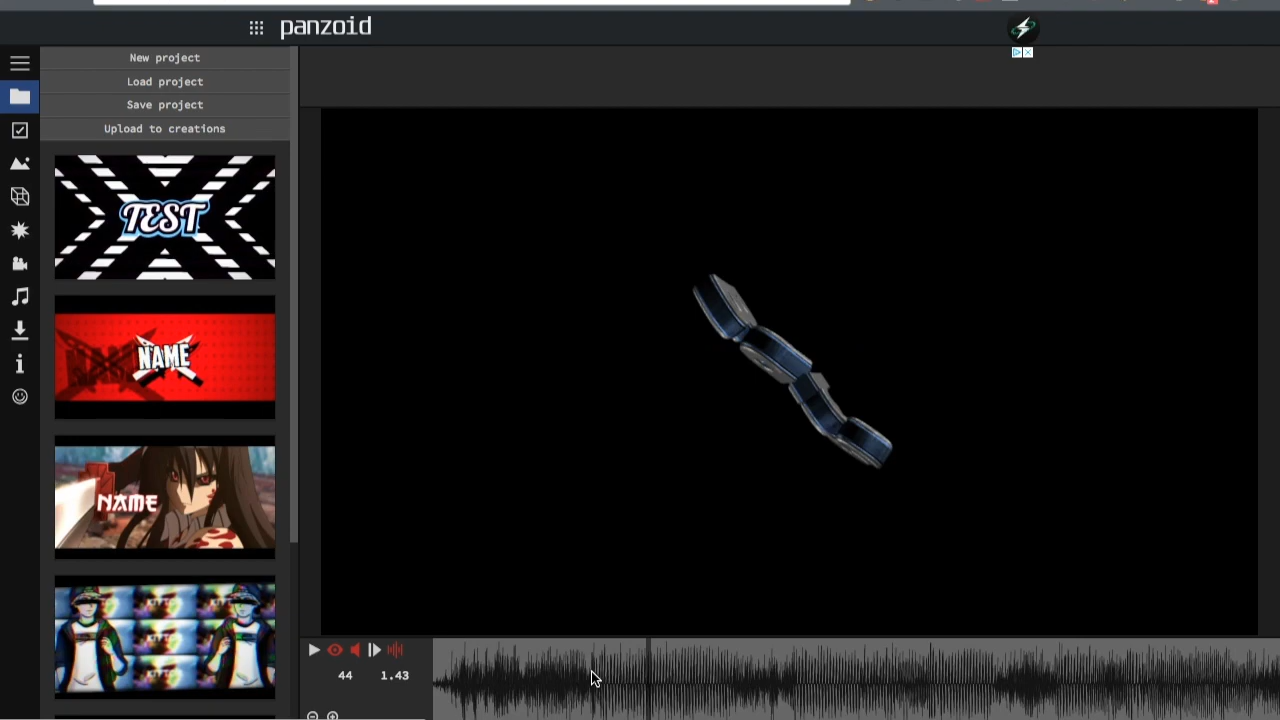 panzoid
New project
Load project
Save project
Upload to creations
TEST
NAME
NAME
44 1.43